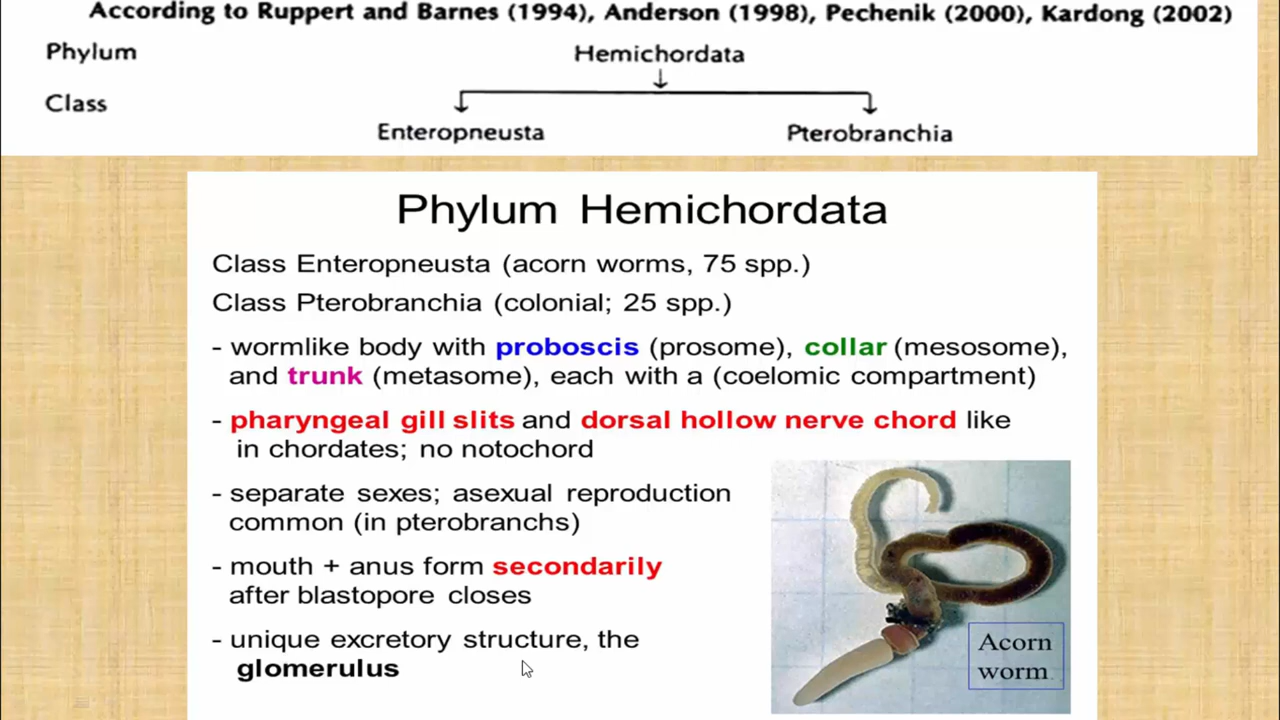 According to Ruppert and Barnes (1994), Anderson (1998), Pechenik (2000), Kardong (2002)
Phylum Hemichordata
Class
Enteropneusta Pterobranchia
Phylum Hemichordata
Class Enteropneusta (acorn worms, 75 spp.)
Class Pterobranchia (colonial; 25 spp.)
- wormlike body with proboscis (prosome), collar (mesosome),
and trunk (metasome), each with a (coelomic compartment)
- pharyngeal gill slits and dorsal hollow nerve chord like
in chordates; no notochord
- separate sexes; asexual reproduction
common (in pterobranchs)
- mouth + anus form secondarily
after blastopore closes
- unique excretory structure, the
glomerulus
Acorn
worm